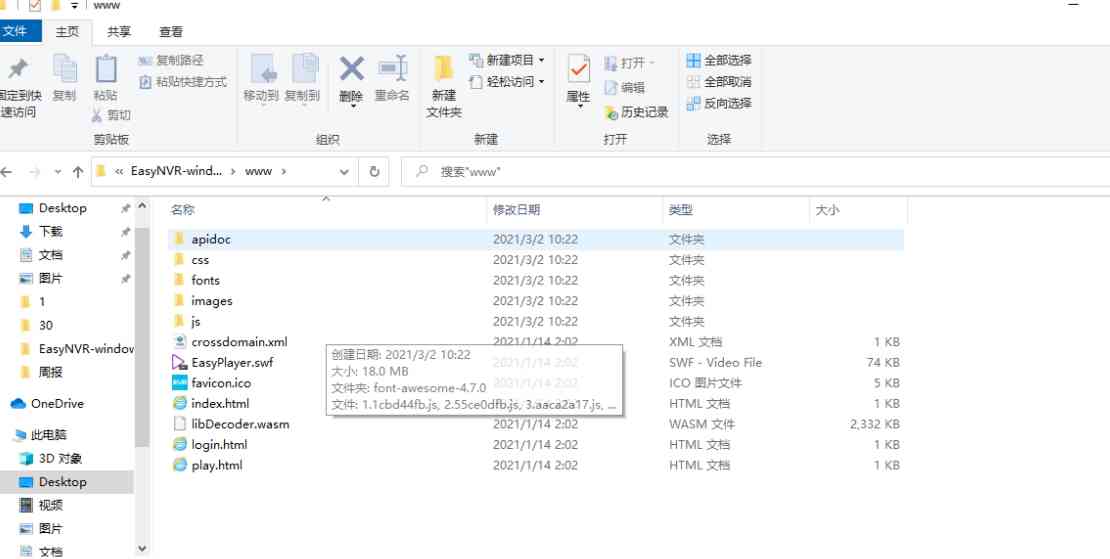 www
文件 主页 共享 查看
固定到快速访问
复制
粘贴
复制路径
粘贴快捷方式
剪切
剪贴板
移动到 复制到 删除 重命名
组织
新建文件夹
新建项目
轻松访问
新建
属性
打开
编辑
历史记录
打开
全部选择
全部取消
反向选择
选择
« EasyNVR-wind... › www ›
搜索"www"
名称 修改日期 类型 大小
apidoc 2021/3/2 10:22 文件夹
css 2021/3/2 10:22 文件夹
fonts 2021/3/2 10:22 文件夹
images 2021/3/2 10:22 文件夹
js 2021/3/2 10:22 文件夹
crossdomain.xml 2021/1/14 2:02 XML 文档 1 KB
EasyPlayer.swf 2021/1/14 2:02 SWF - Video File 74 KB
favicon.ico 2021/1/14 2:02 ICO 图片文件 5 KB
index.html HTML 文档 1 KB
libDecoder.wasm 2021/1/14 2:02 WASM 文件 2,332 KB
login.html 2021/1/14 2:02 HTML 文档 1 KB
play.html 2021/1/14 2:02 HTML 文档 1 KB
创建日期: 2021/3/2 10:22
大小: 18.0 MB
文件夹: font-awesome-4.7.0
文件: 1.1cbd44fb.js, 2.55ce0dfb.js, 3.aaca2a17.js, ...
Desktop
下载
文档
图片
1
30
EasyNVR-window
周报
OneDrive
此电脑
3D 对象
Desktop
视频
图片
文档